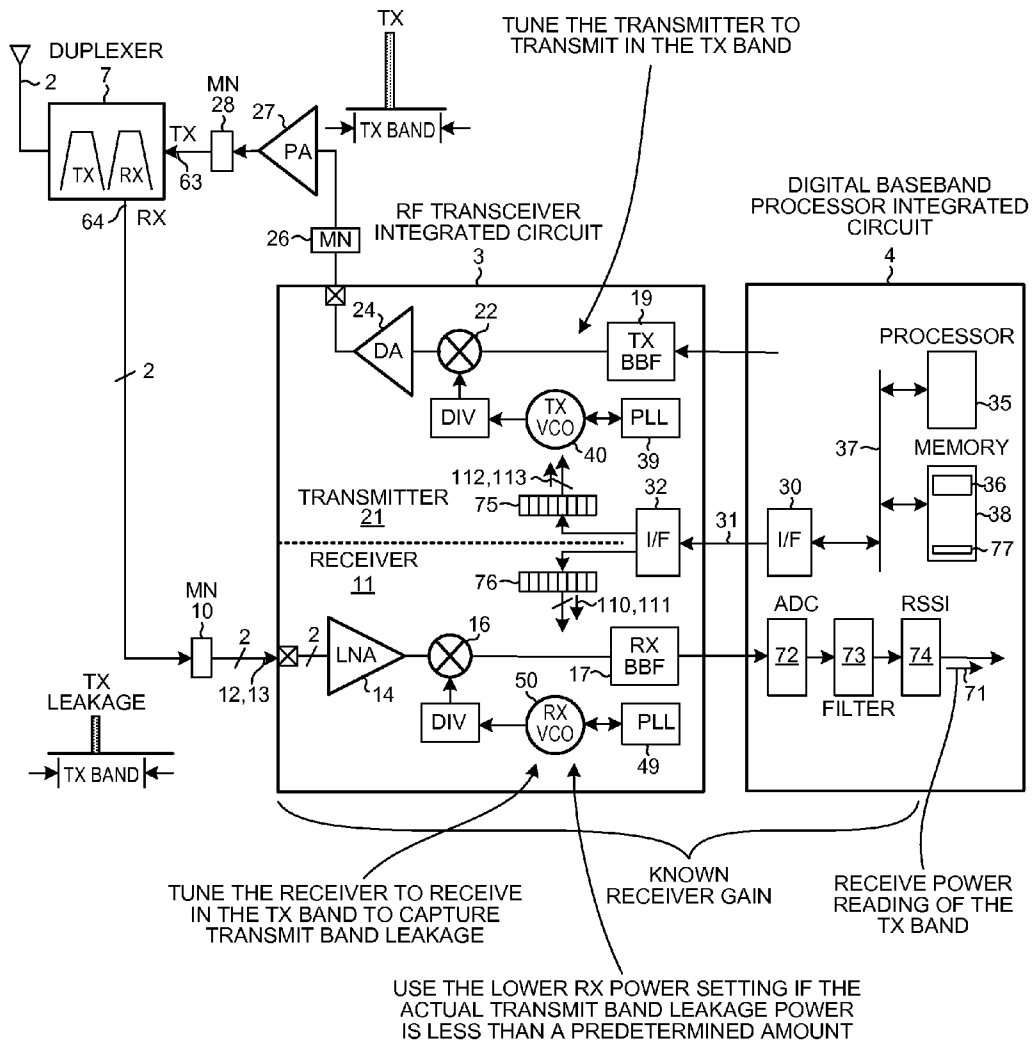 TX
TUNE THE TRANSMITTER TO
TRANSMIT IN THE TX BAND
DUPLEXER
7
2
MN
28
27
TX
PA
TX BAND
TX
RX
63
64
RX
26
MN
RF TRANSCEIVER
INTEGRATED CIRCUIT
3
DIGITAL BASEBAND
PROCESSOR INTEGRATED
CIRCUIT
4
24
DA
22
19
TX
BBF
DIV
TX
VCO
40
PLL
39
PROCESSOR
35
37
MEMORY
36
38
77
112,113
TRANSMITTER
21
75
32
I/F
31
30
I/F
RECEIVER
11
76
110,111
2
MN
10
2
12,13
2
LNA
14
16
RX
BBF
17
ADC
72
73
FILTER
RSSI
74
71
DIV
50
RX
VCO
PLL
49
TX
LEAKAGE
TX BAND
KNOWN
RECEIVER GAIN
TUNE THE RECEIVER TO RECEIVE
IN THE TX BAND TO CAPTURE
TRANSMIT BAND LEAKAGE
RECEIVE POWER
READING OF THE
TX BAND
USE THE LOWER RX POWER SETTING IF THE
ACTUAL TRANSMIT BAND LEAKAGE POWER
IS LESS THAN A PREDETERMINED AMOUNT